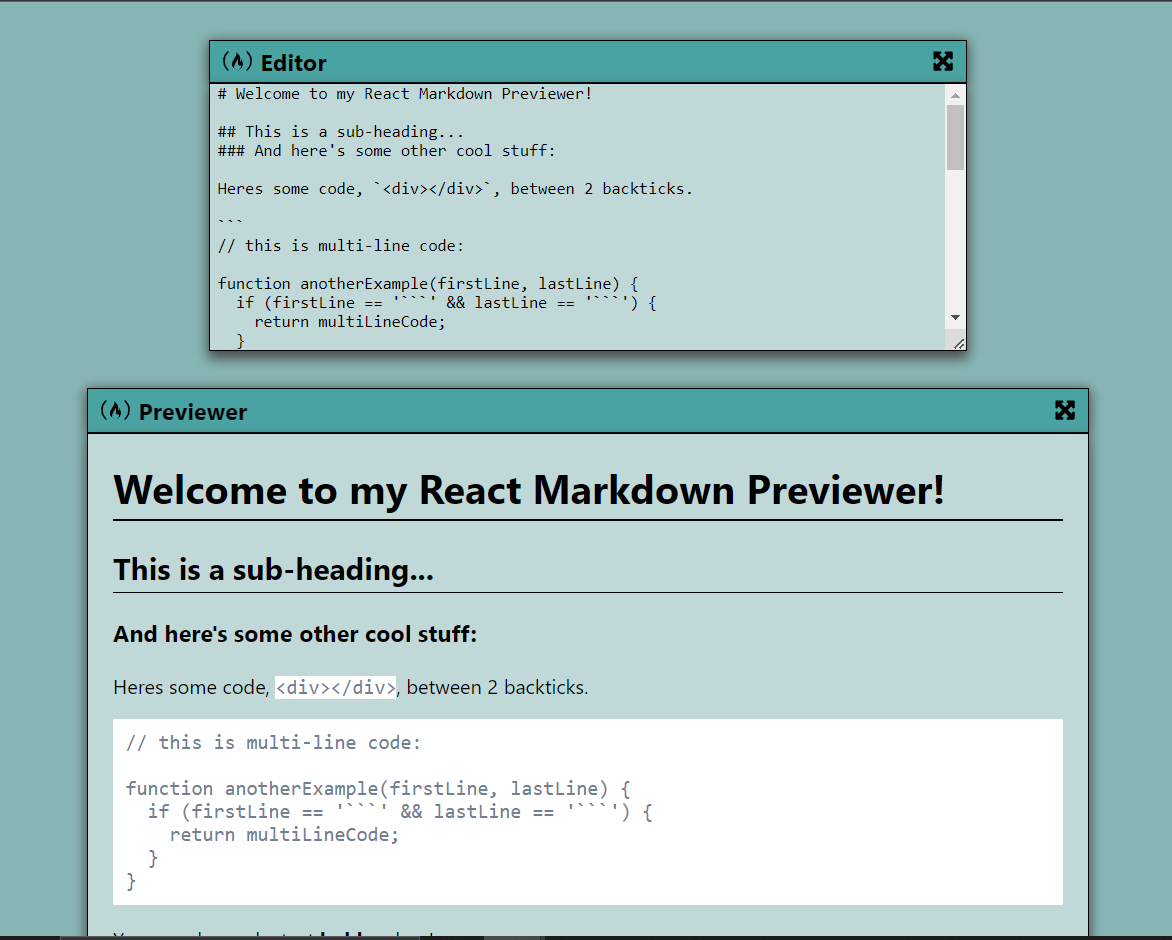 Editor
# Welcome to my React Markdown Previewer!
## This is a sub-heading...
### And here's some other cool stuff:
Heres some code, `<div></div>`, between 2 backticks.
```
// this is multi-line code:
function anotherExample(firstLine, lastLine) {
  if (firstLine == '```' && lastLine == '```') {
    return multiLineCode;
  }
Previewer
Welcome to my React Markdown Previewer!
This is a sub-heading...
And here's some other cool stuff:
Heres some code, <div></div>, between 2 backticks.
// this is multi-line code:
function anotherExample(firstLine, lastLine) {
  if (firstLine == '```' && lastLine == '```') {
    return multiLineCode;
  }
}